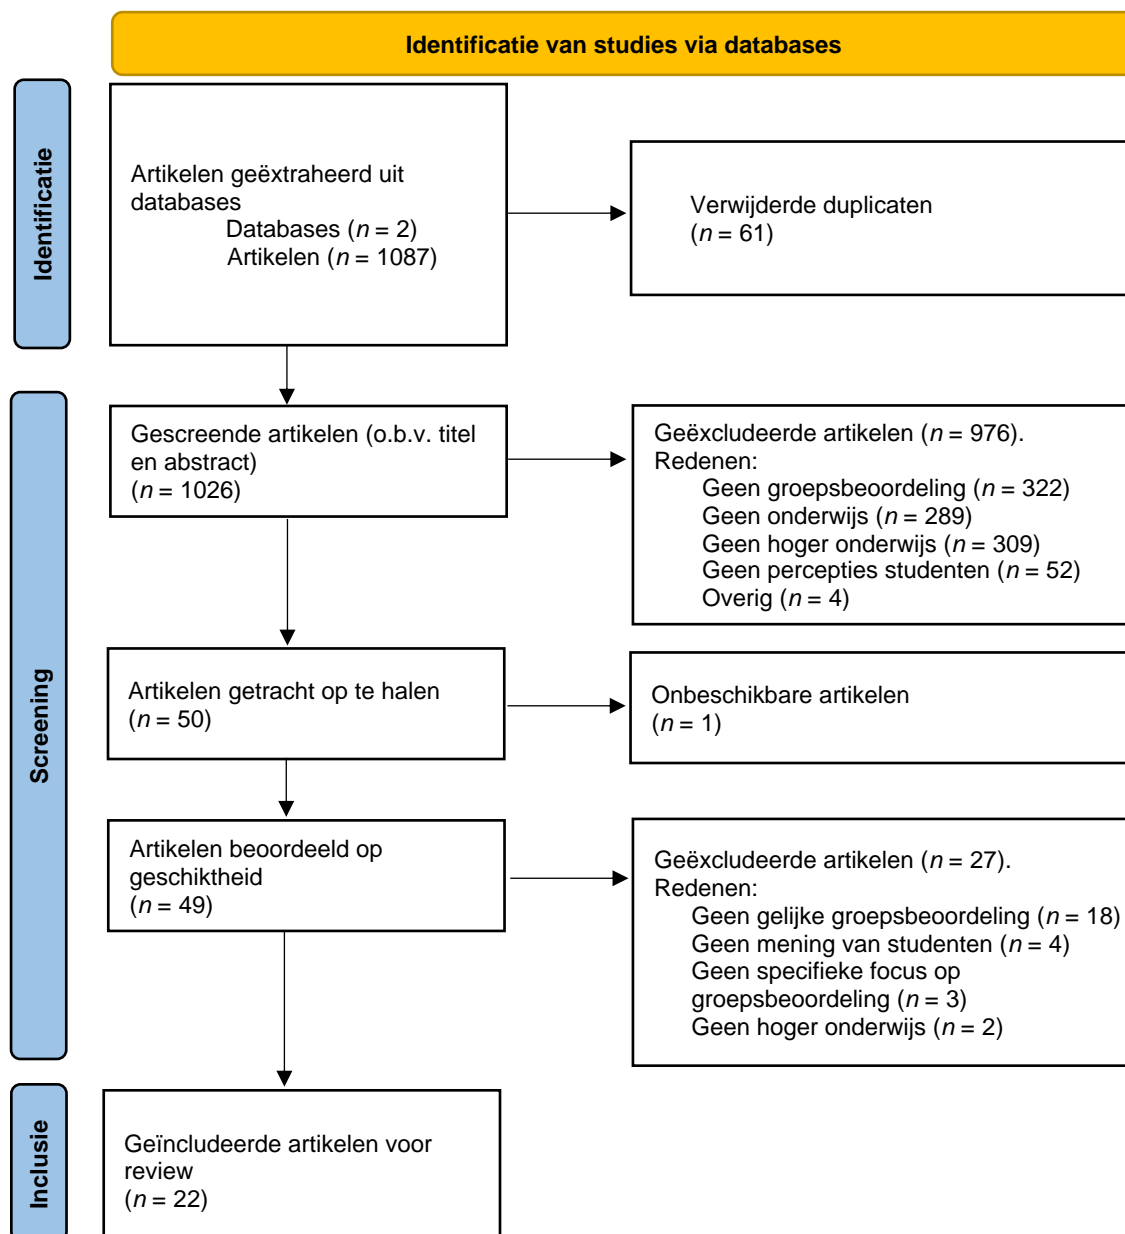 Identificatie van studies via databases
Identificatie
Artikelen geëxtraheerd uit
databases
Databases (n = 2)
Artikelen (n = 1087)
Verwijderde duplicaten
(n = 61)
Screening
Gescreende artikelen (o.b.v. titel
en abstract)
(n = 1026)
Geëxcludeerde artikelen (n = 976).
Redenen:
Geen groepsbeoordeling (n = 322)
Geen onderwijs (n = 289)
Geen hoger onderwijs (n = 309)
Geen percepties studenten (n = 52)
Overig (n = 4)
Artikelen getracht op te halen
(n = 50)
Onbeschikbare artikelen
(n = 1)
Artikelen beoordeeld op
geschiktheid
(n = 49)
Geëxcludeerde artikelen (n = 27).
Redenen:
Geen gelijke groepsbeoordeling (n = 18)
Geen mening van studenten (n = 4)
Geen specifieke focus op
groepsbeoordeling (n = 3)
Geen hoger onderwijs (n = 2)
Inclusie
Geïncludeerde artikelen voor
review
(n = 22)